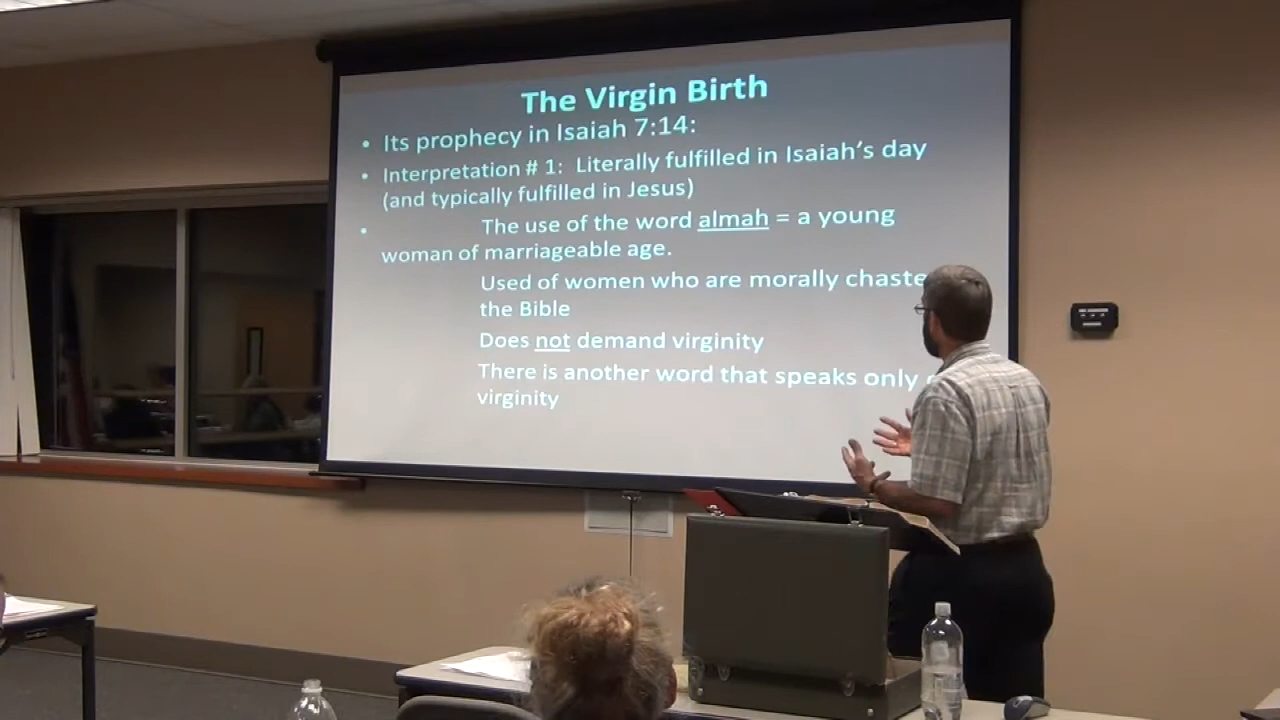 The Virgin Birth
• Its prophecy in Isaiah 7:14:
• Interpretation # 1: Literally fulfilled in Isaiah's day
(and typically fulfilled in Jesus)
• The use of the word almah = a young
woman of marriageable age.
Used of women who are morally chaste
the Bible
Does not demand virginity
There is another word that speaks only
virginity